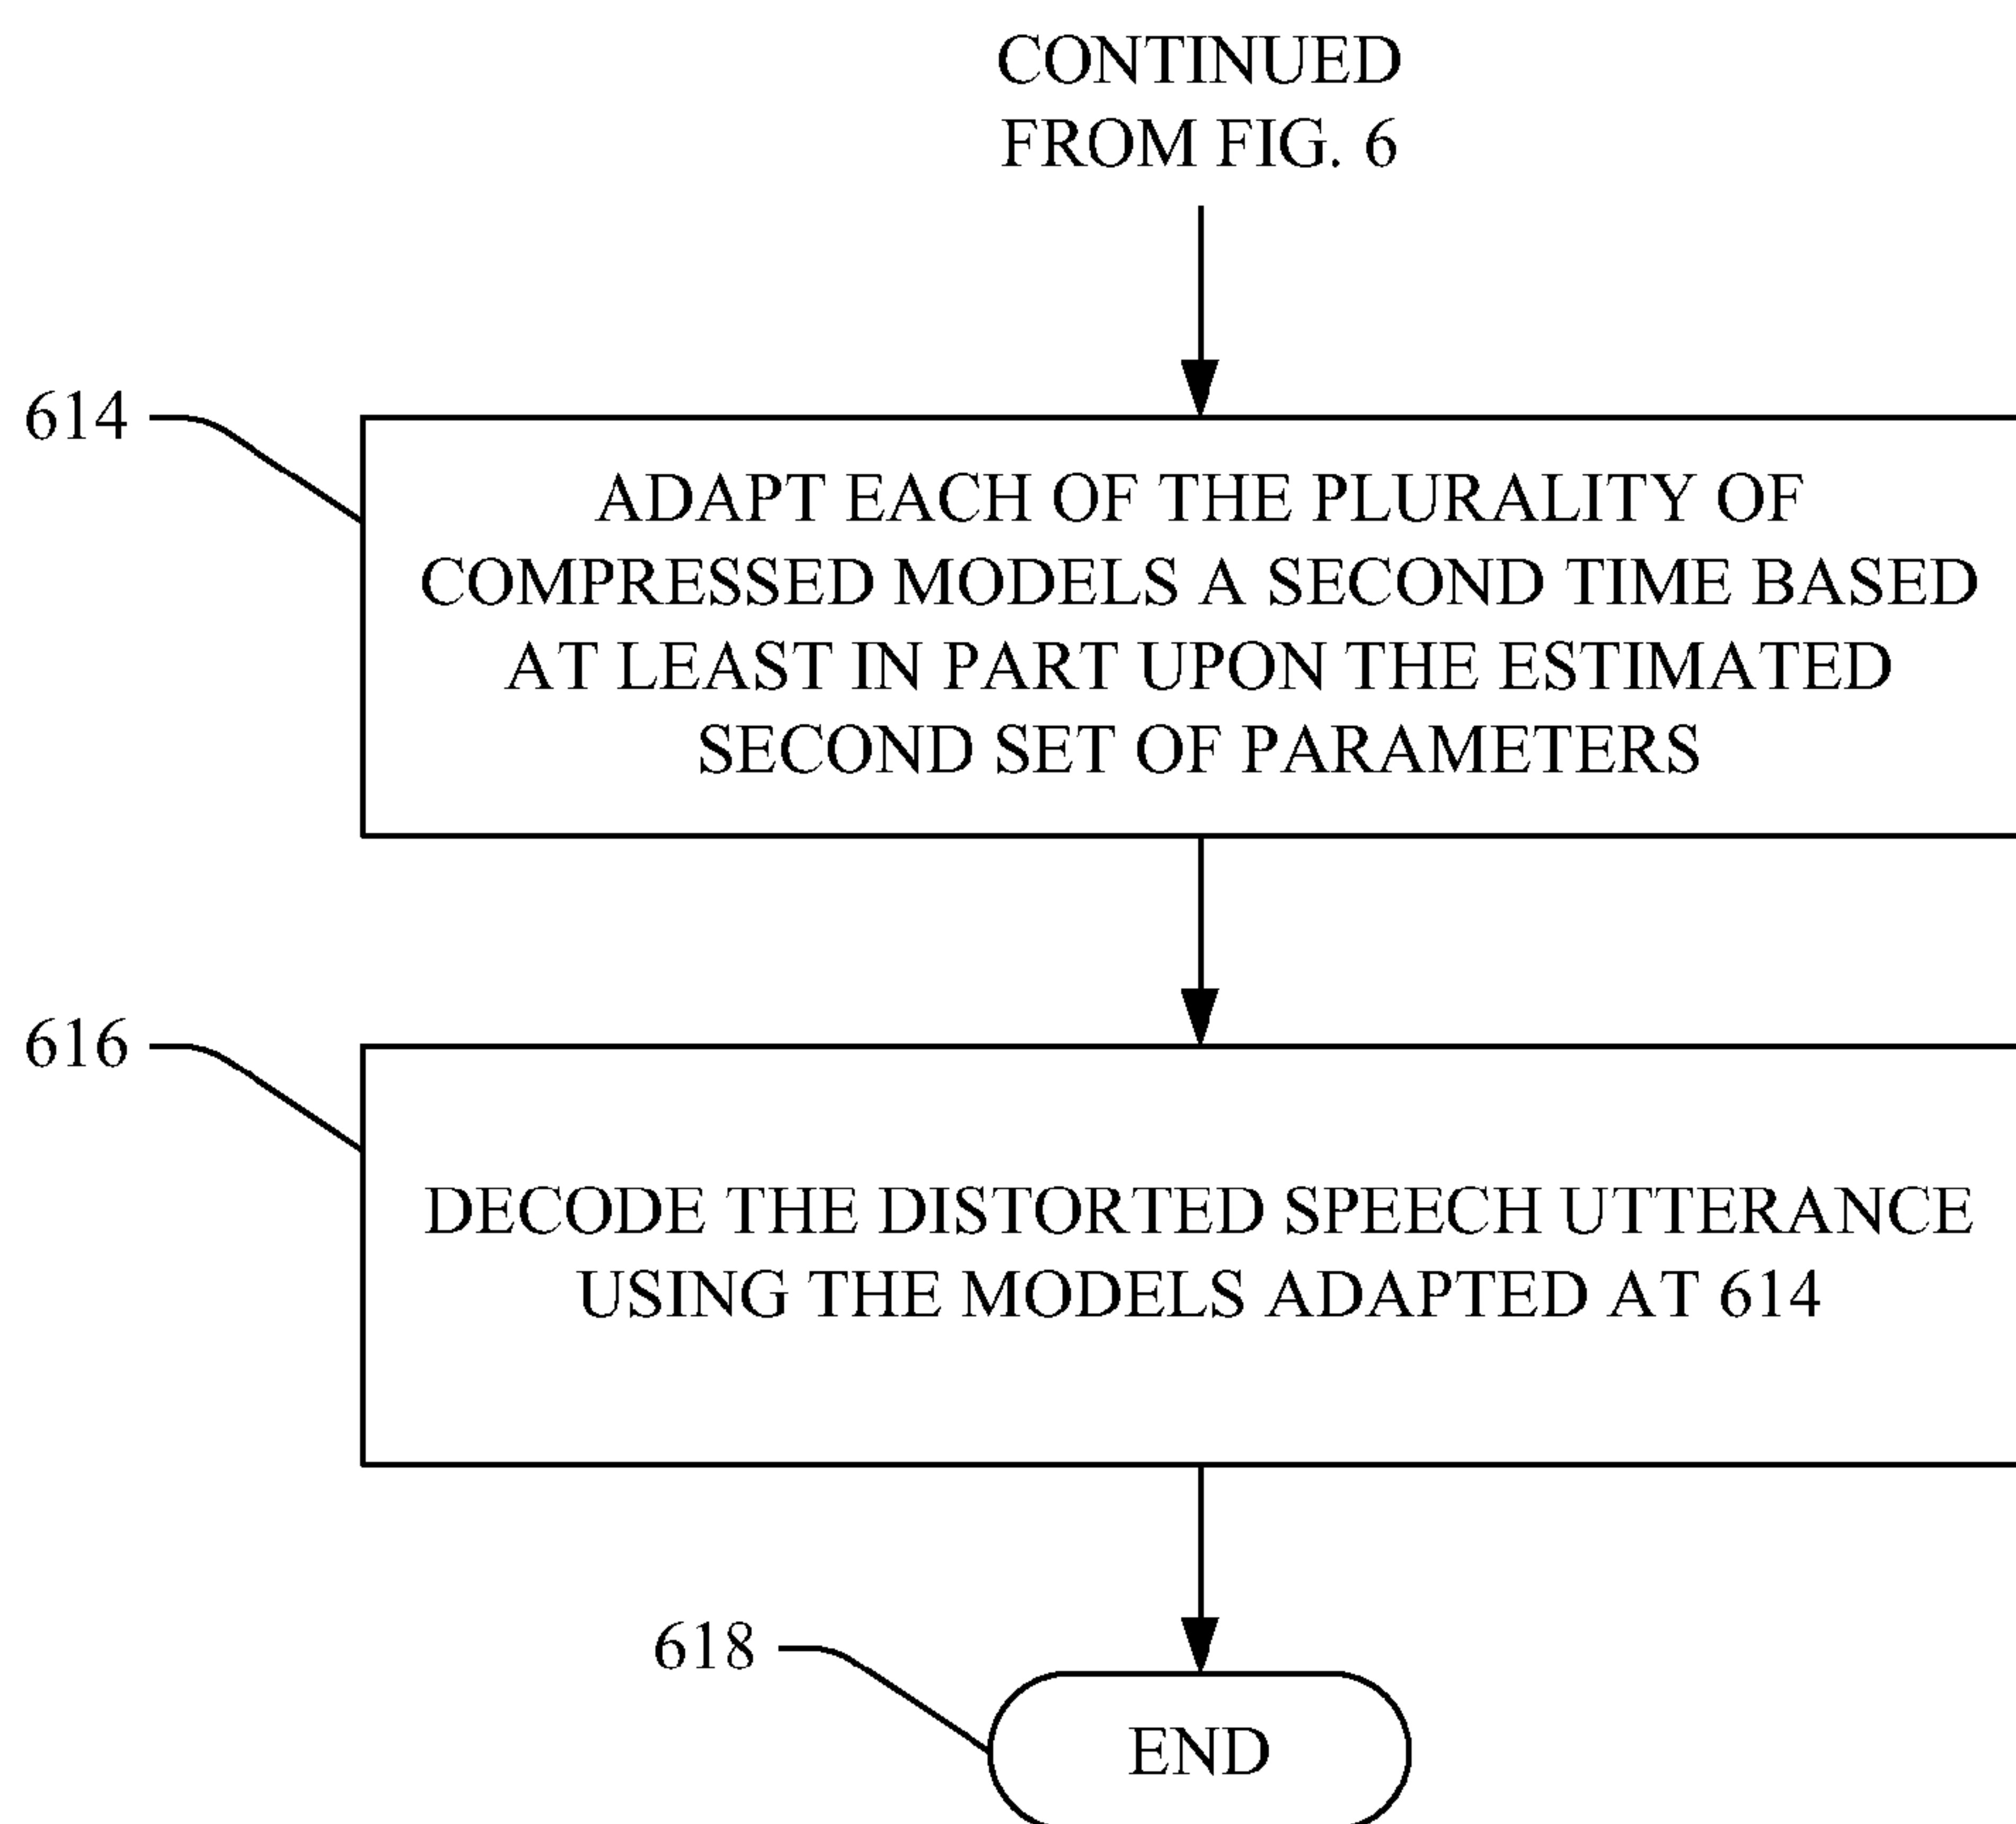 CONTINUED
FROM FIG. 6
614
ADAPT EACH OF THE PLURALITY OF
COMPRESSED MODELS A SECOND TIME BASED
AT LEAST IN PART UPON THE ESTIMATED
SECOND SET OF PARAMETERS
616
DECODE THE DISTORTED SPEECH UTTERANCE
USING THE MODELS ADAPTED AT 614
618
END